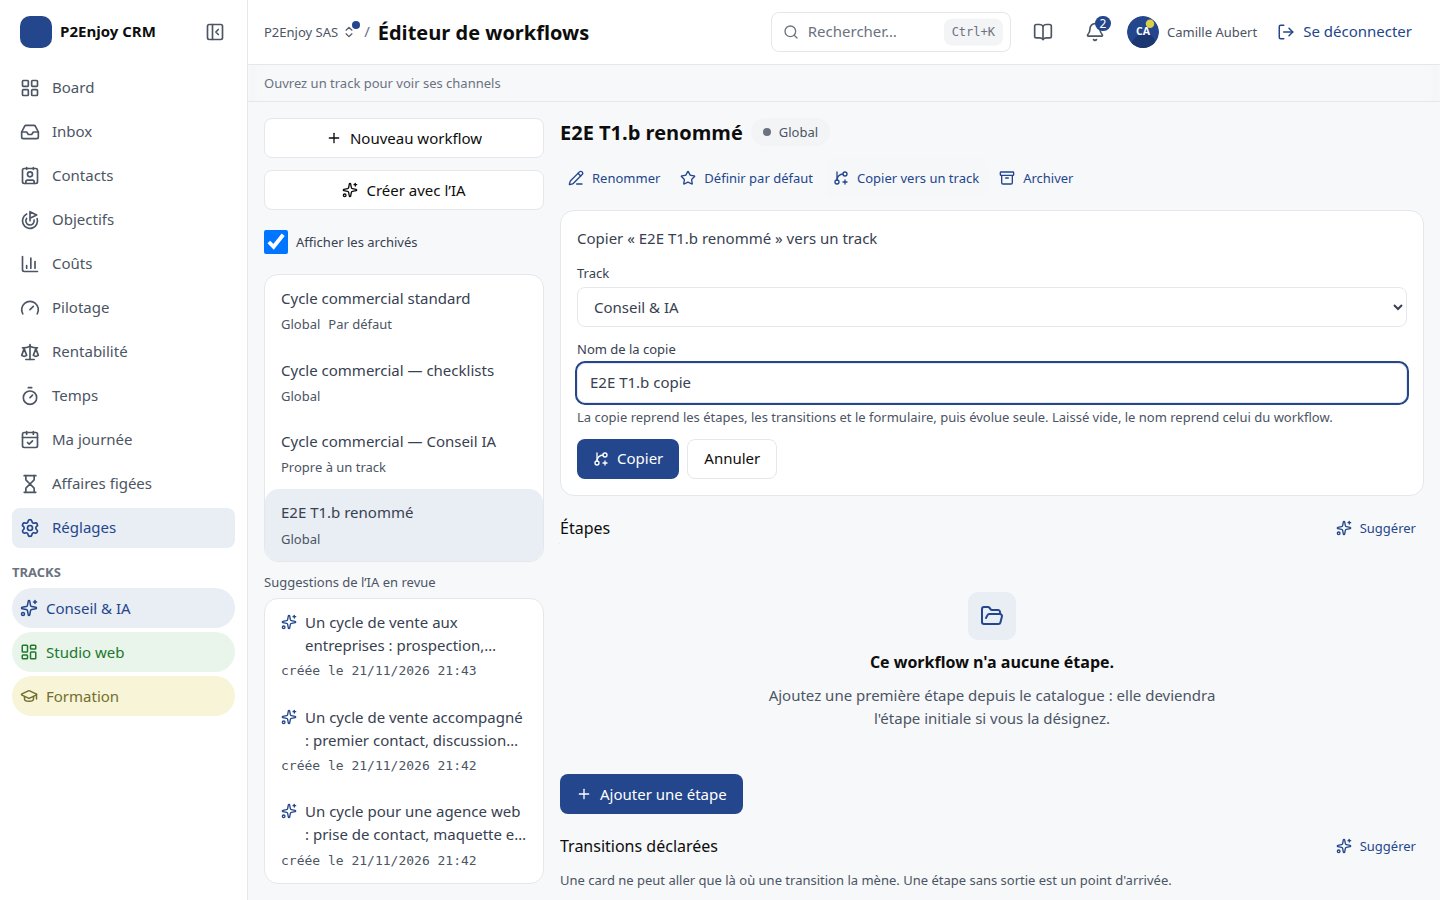 P2Enjoy CRM
Board
Inbox
Contacts
Objectifs
Coûts
Pilotage
Rentabilité
Temps
Ma journée
Affaires figées
Réglages
TRACKS
Conseil & IA
Studio web
Formation
P2Enjoy SAS / Éditeur de workflows
Rechercher... Ctrl+K
2
CA Camille Aubert
Se déconnecter
Ouvrez un track pour voir ses channels
Nouveau workflow
Créer avec l'IA
Afficher les archivés
Cycle commercial standard
Global Par défaut
Cycle commercial — checklists
Global
Cycle commercial — Conseil IA
Propre à un track
E2E T1.b renommé
Global
Suggestions de l'IA en revue
Un cycle de vente aux
entreprises : prospection,...
créée le 21/11/2026 21:43
Un cycle de vente accompagné
: premier contact, discussion...
créée le 21/11/2026 21:42
Un cycle pour une agence web
: prise de contact, maquette e...
créée le 21/11/2026 21:42
E2E T1.b renommé Global
Renommer Définir par défaut Copier vers un track Archiver
Copier « E2E T1.b renommé » vers un track
Track
Conseil & IA
Nom de la copie
E2E T1.b copie
La copie reprend les étapes, les transitions et le formulaire, puis évolue seule. Laissé vide, le nom reprend celui du workflow.
Copier Annuler
Étapes Suggérer
Ce workflow n'a aucune étape.
Ajoutez une première étape depuis le catalogue : elle deviendra
l'étape initiale si vous la désignez.
Ajouter une étape
Transitions déclarées Suggérer
Une card ne peut aller que là où une transition la mène. Une étape sans sortie est un point d'arrivée.